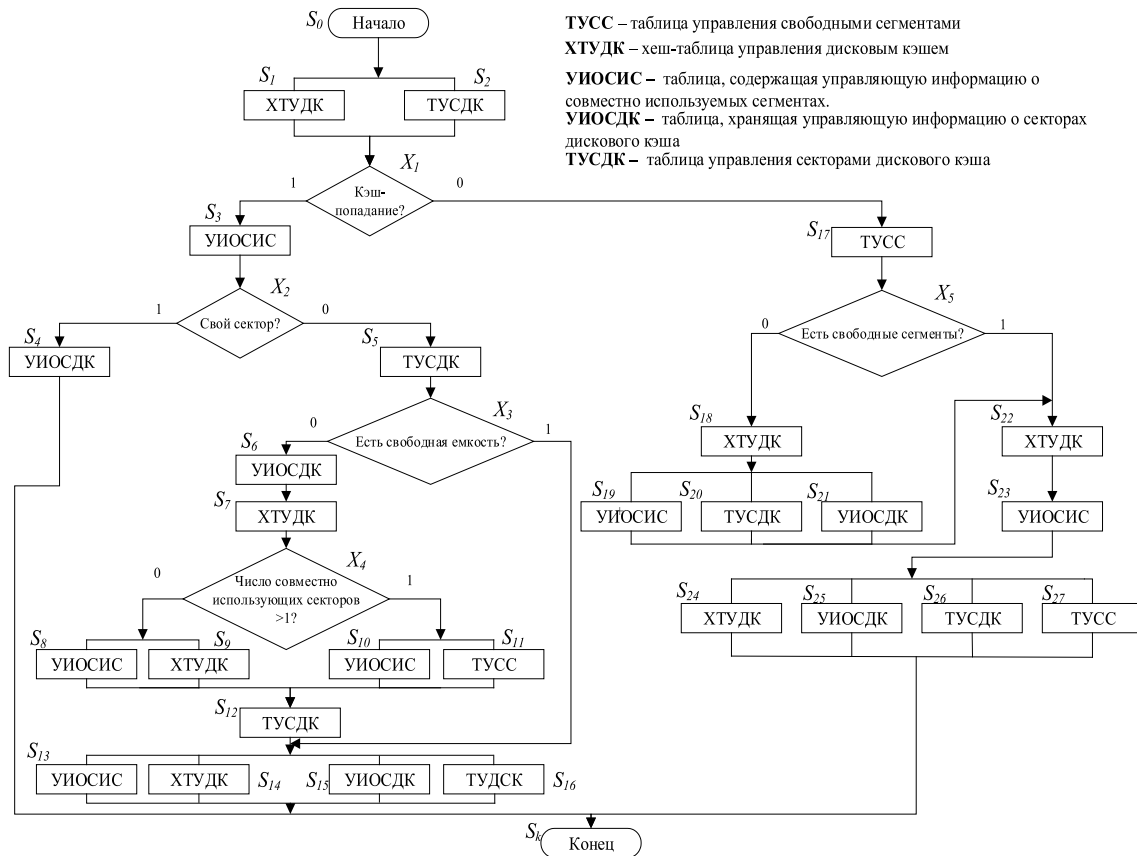 S0
Начало
ТУСС – таблица управления свободными сегментами
ХТУДК – хеш-таблица управления дисковым кэшем
УИОСИС – таблица, содержащая управляющую информацию о
совместно используемых сегментах.
УИОСДК – таблица, хранящая управляющую информацию о секторах
дискового кэша
ТУСДК – таблица управления секторами дискового кэша
S1
S2
ХТУДК
ТУСДК
X1
1
Кэш-
попадание?
0
S3
УИОСИС
S17
ТУСС
X2
1
Свой сектор?
0
X5
0
Есть свободные сегменты?
1
S4
УИОСДК
S5
ТУСДК
X3
0
Есть свободная емкость?
1
S18
ХТУДК
S22
ХТУДК
S6
УИОСДК
S7
ХТУДК
S19
S20
S21
УИОСИС
ТУСДК
УИОСДК
S23
УИОСИС
X4
0
Число совместно
использующих секторов
>1?
1
S24
S25
S26
S27
ХТУДК
УИОСДК
ТУСДК
ТУСС
S8
S9
S10
S11
УИОСИС
ХТУДК
УИОСИС
ТУСС
S12
ТУСДК
S13
УИОСИС
ХТУДК
S14
S15
УИОСДК
ТУДСК
S16
Sk
Конец